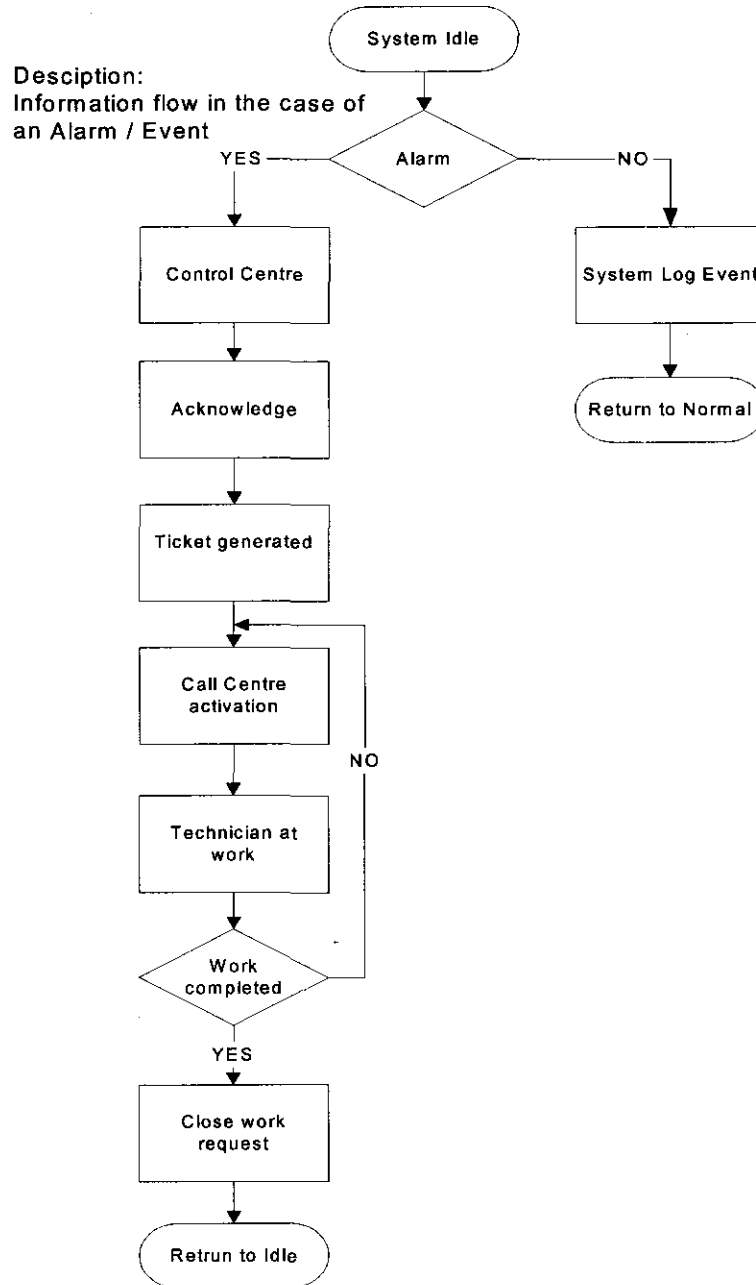 System Idle
Desciption:
Information flow in the case of
an Alarm / Event
Alarm
YES
NO
Control Centre
System Log Event
Acknowledge
Return to Normal
Ticket generated
Call Centre
activation
NO
Technician at
work
Work
completed
YES
Close work
request
Retrun to Idle